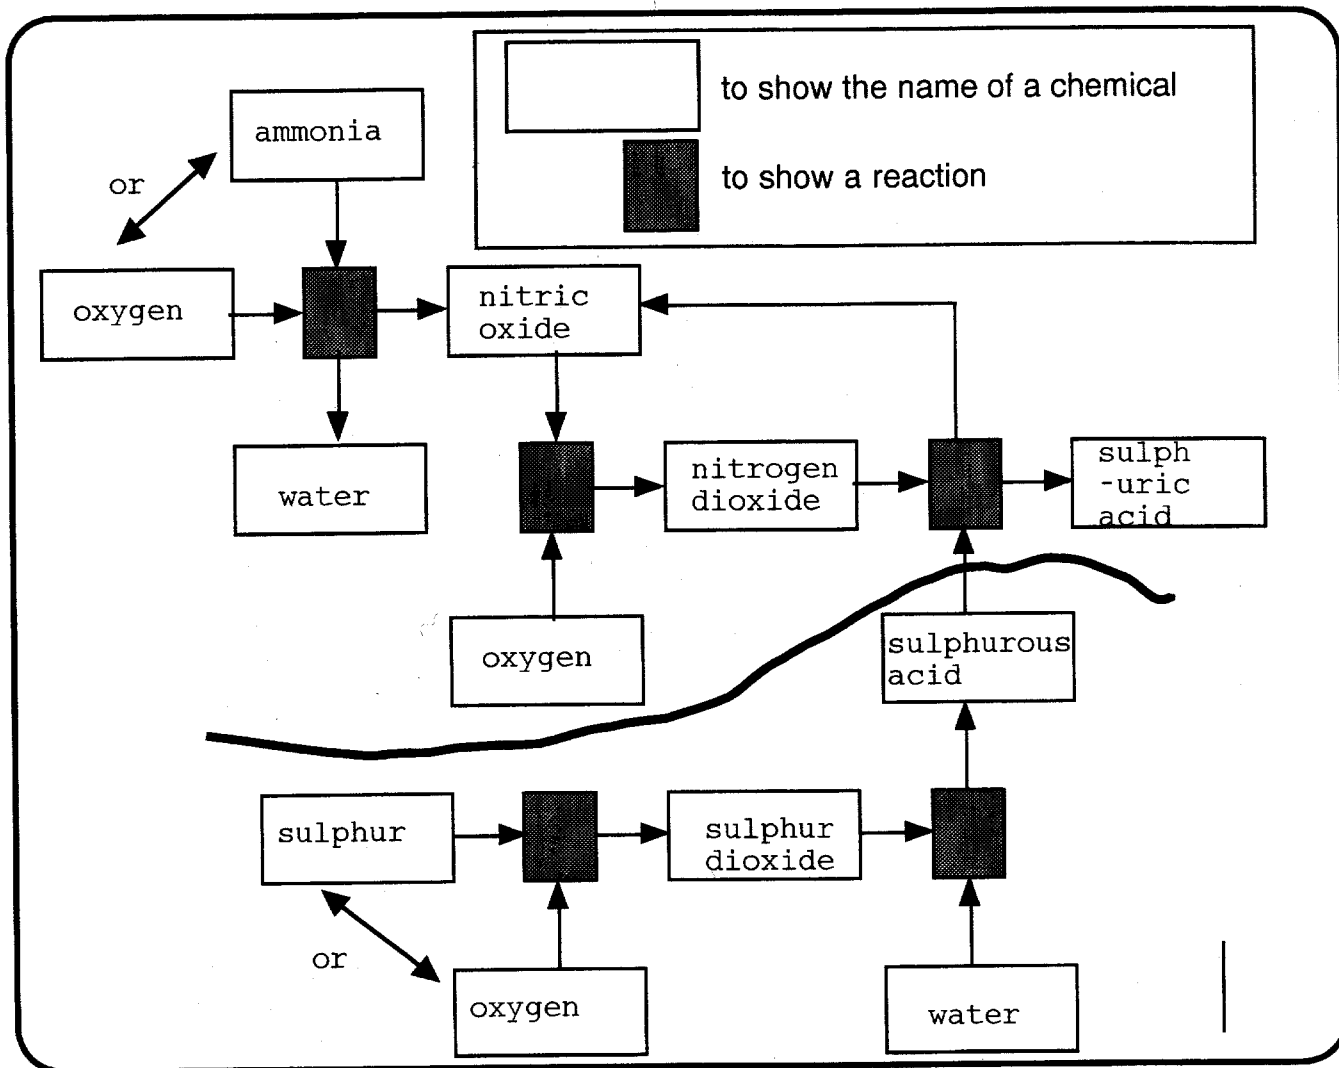 to show the name of a chemical
to show a reaction
ammonia
or
oxygen
nitric
oxide
water
nitrogen
dioxide
sulph
-uric
acid
oxygen
sulphurous
acid
sulphur
sulphur
dioxide
or
oxygen
water